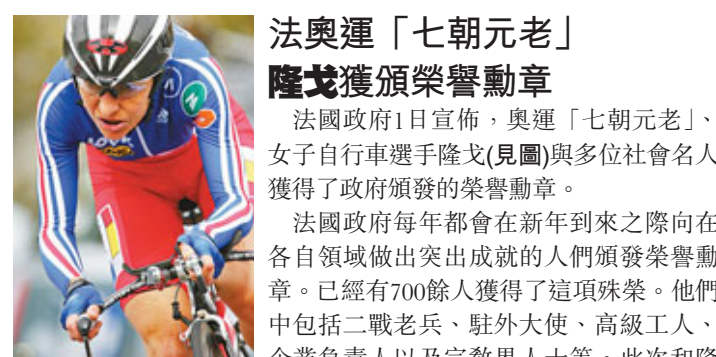 法奧運「七朝元老」
隆戈獲頒榮譽勳章
法國政府1日宣佈，奧運「七朝元老」、
女子自行車選手隆戈(見圖)與多位社會名人
獲得了政府頒發的榮譽勳章。
法國政府每年都會在新年到來之際向在
各自領域做出突出成就的人們頒發榮譽勳
章。已經有700餘人獲得了這項殊榮。他們
中包括二戰老兵、駐外大使、高級工人、